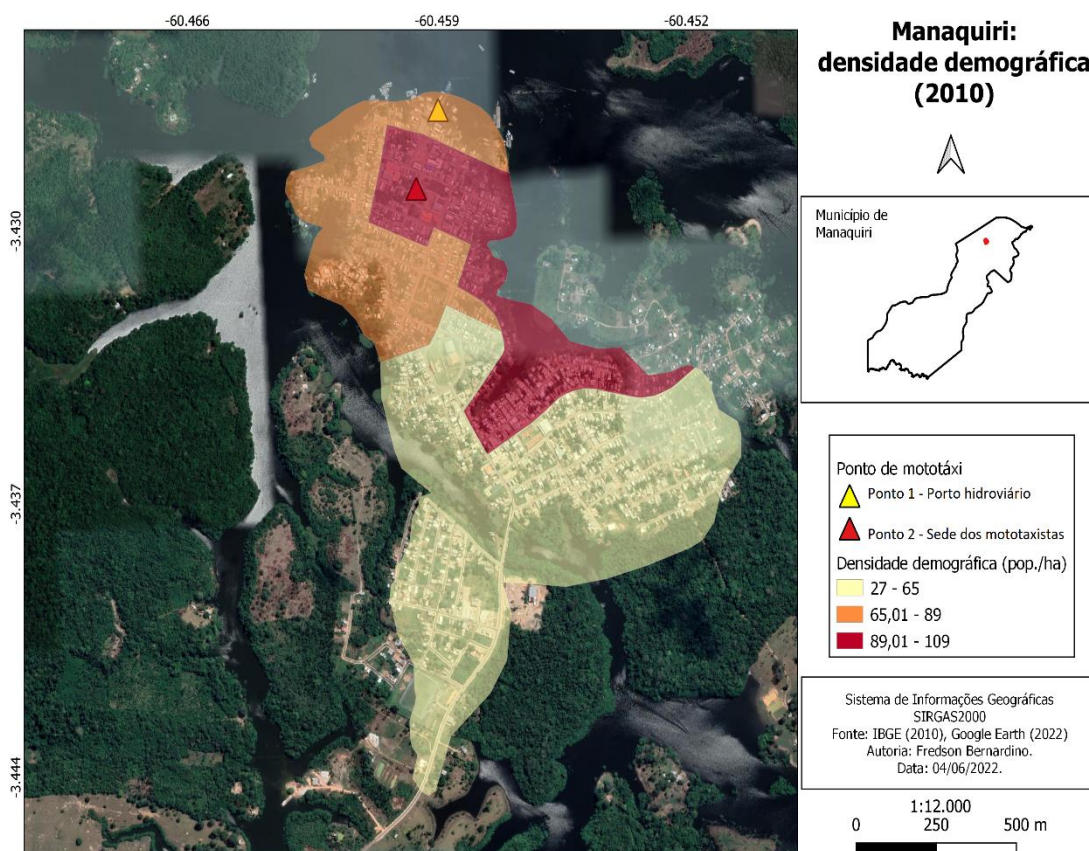 -60.466
-60.459
-60.452
-3.430
-3.437
-3.444
Manaquiri:
densidade demográfica
(2010)
Município de
Manaquiri
Ponto de mototáxi
Ponto 1 - Porto hidroviário
Ponto 2 - Sede dos mototaxistas
Densidade demográfica (pop./ha)
27 - 65
65,01 - 89
89,01 - 109
Sistema de Informações Geográficas
SIRGAS2000
Fonte: IBGE (2010), Google Earth (2022)
Autoria: Fredson Bernardino.
Data: 04/06/2022.
1:12.000
0 250 500 m